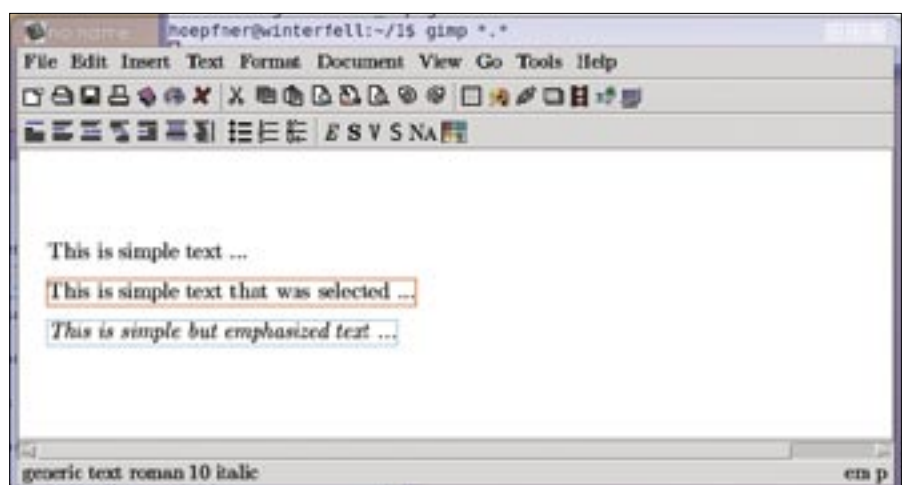 no name hoepfner@winterfell:~/1$ gimp *.*
File Edit Insert Text Format Document View Go Tools Help
E S V S NA
This is simple text ...
This is simple text that was selected ...
This is simple but emphasized text ...
generic text roman 10 italic em p